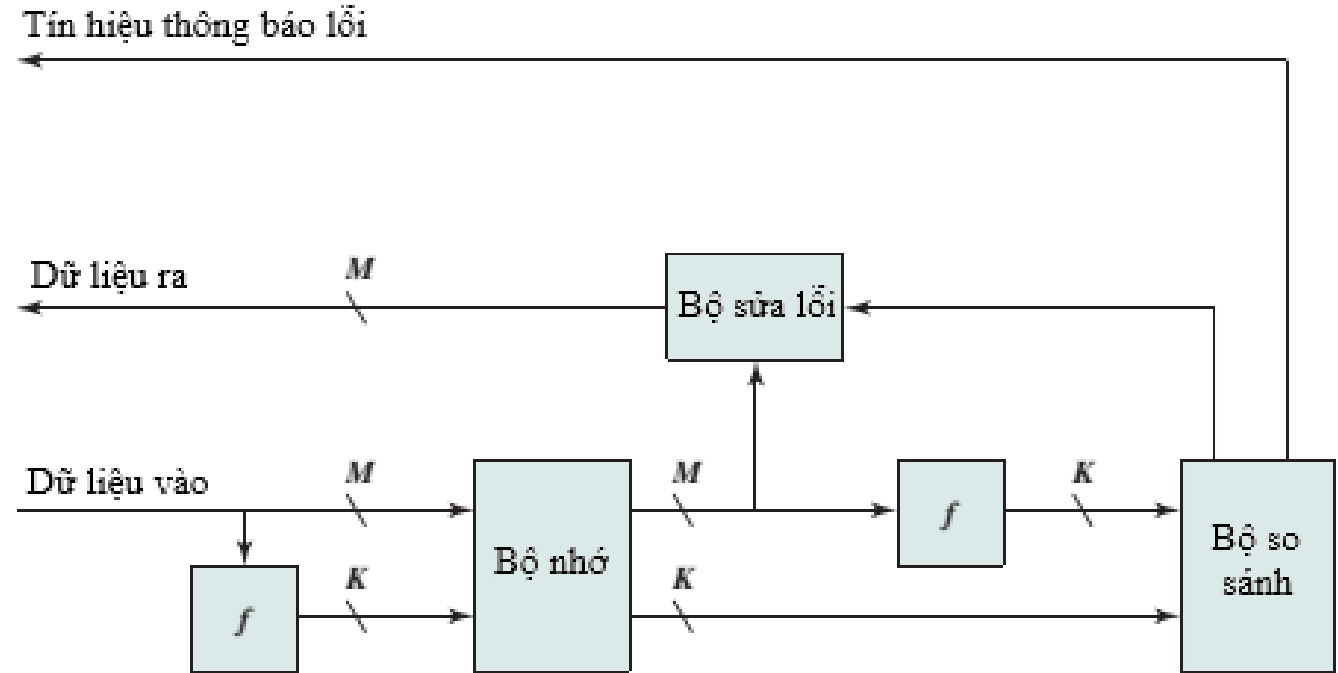 Tín hiệu thông báo lỗi
Dữ liệu ra
M
Bộ sửa lỗi
Dữ liệu vào
M
M
K
f
Bộ nhớ
Bộ so
sánh
K
K
f